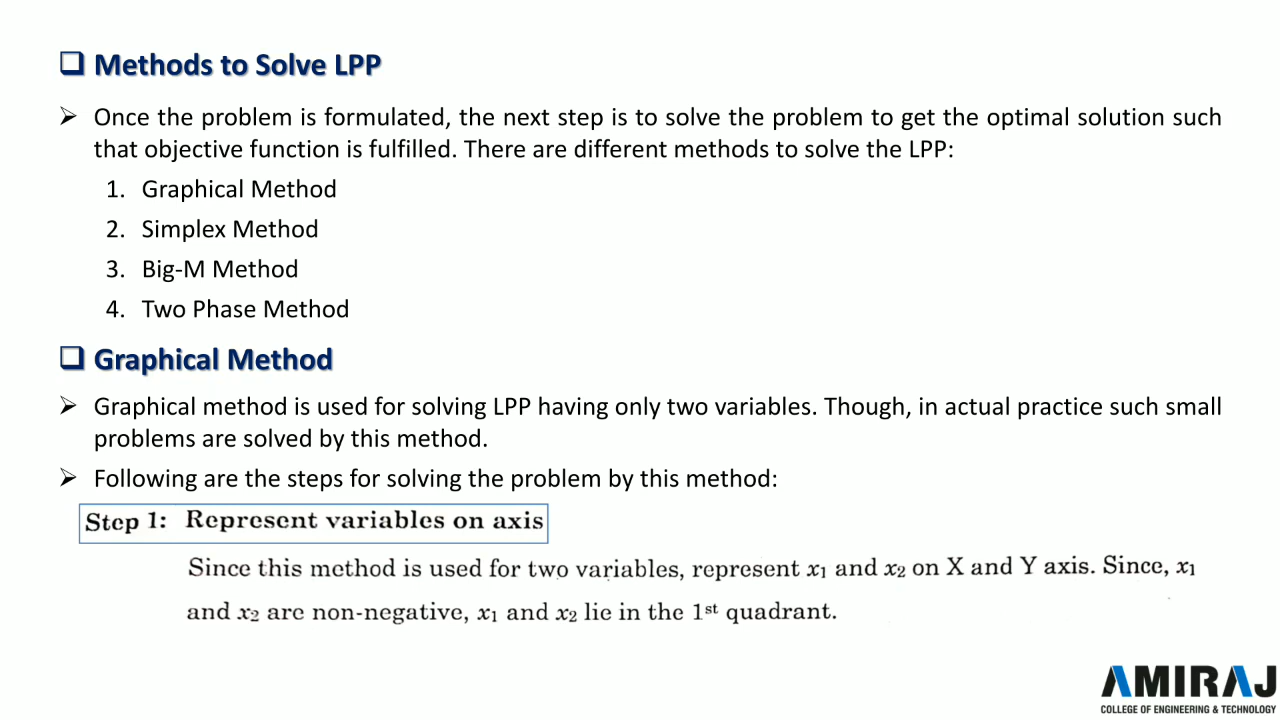 ❑ Methods to Solve LPP
➢ Once the problem is formulated, the next step is to solve the problem to get the optimal solution such
that objective function is fulfilled. There are different methods to solve the LPP:
1. Graphical Method
2. Simplex Method
3. Big-M Method
4. Two Phase Method
❑ Graphical Method
➢ Graphical method is used for solving LPP having only two variables. Though, in actual practice such small
problems are solved by this method.
➢ Following are the steps for solving the problem by this method:
Step 1: Represent variables on axis
Since this method is used for two variables, represent x₁ and x₂ on X and Y axis. Since, x₁
and x₂ are non-negative, x₁ and x₂ lie in the 1ˢᵗ quadrant.
AMIRAJ
COLLEGE OF ENGINEERING & TECHNOLOGY